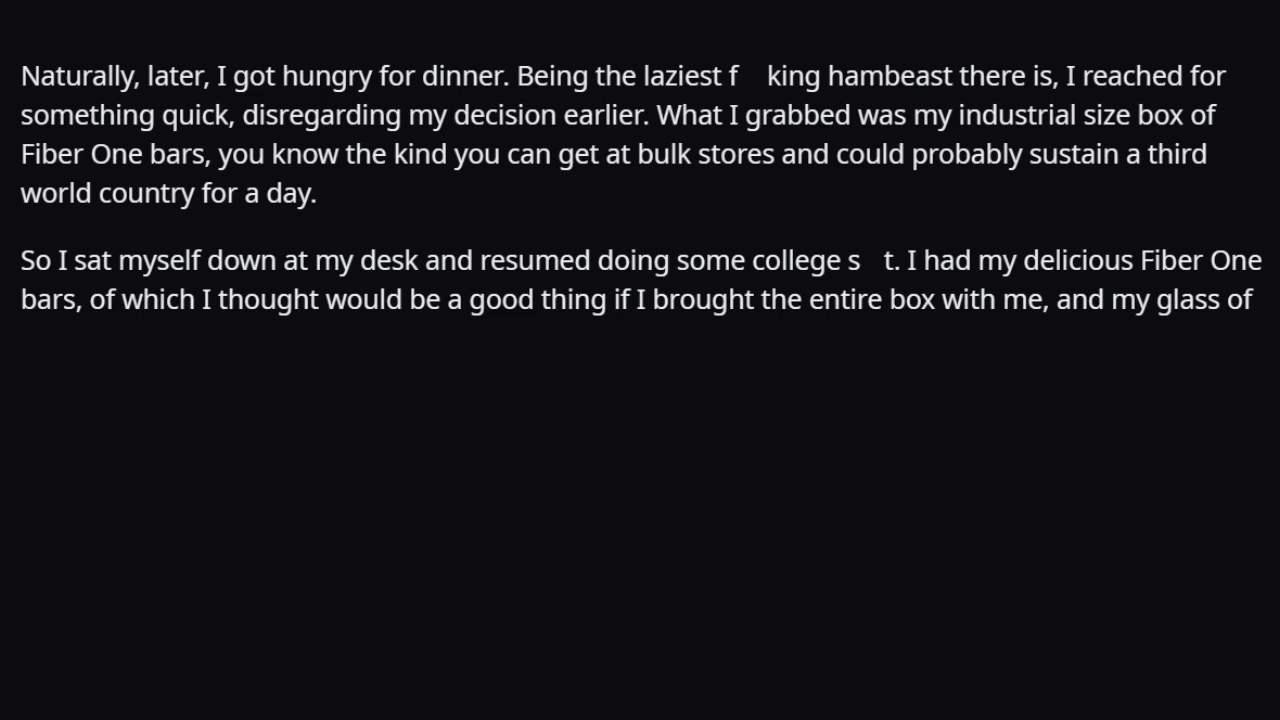 Naturally, later, I got hungry for dinner. Being the laziest f king hambeast there is, I reached for
something quick, disregarding my decision earlier. What I grabbed was my industrial size box of
Fiber One bars, you know the kind you can get at bulk stores and could probably sustain a third
world country for a day.
So I sat myself down at my desk and resumed doing some college s t. I had my delicious Fiber One
bars, of which I thought would be a good thing if I brought the entire box with me, and my glass of